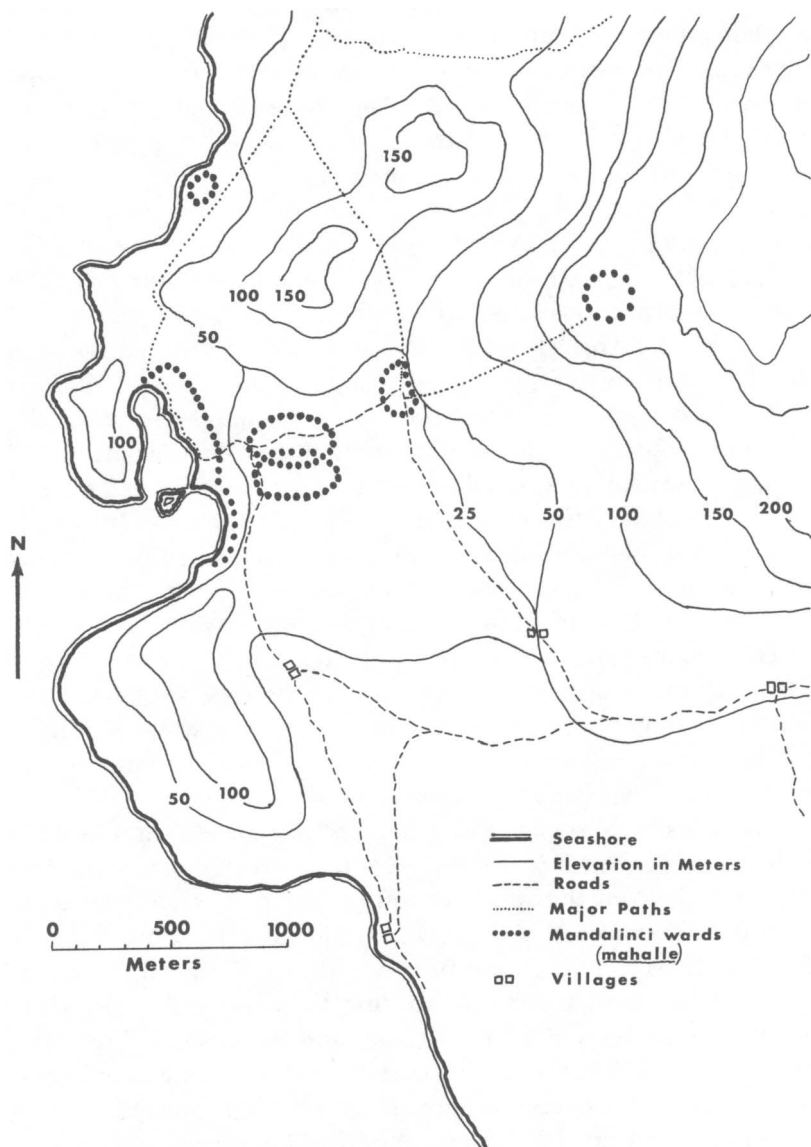 150
100
150
50
100
25
50
100
150
200
N
50
100
Seashore
Elevation in Meters
Roads
Major Paths
Mandalinci wards
(mahalle)
Villages
0 500 1000
Meters